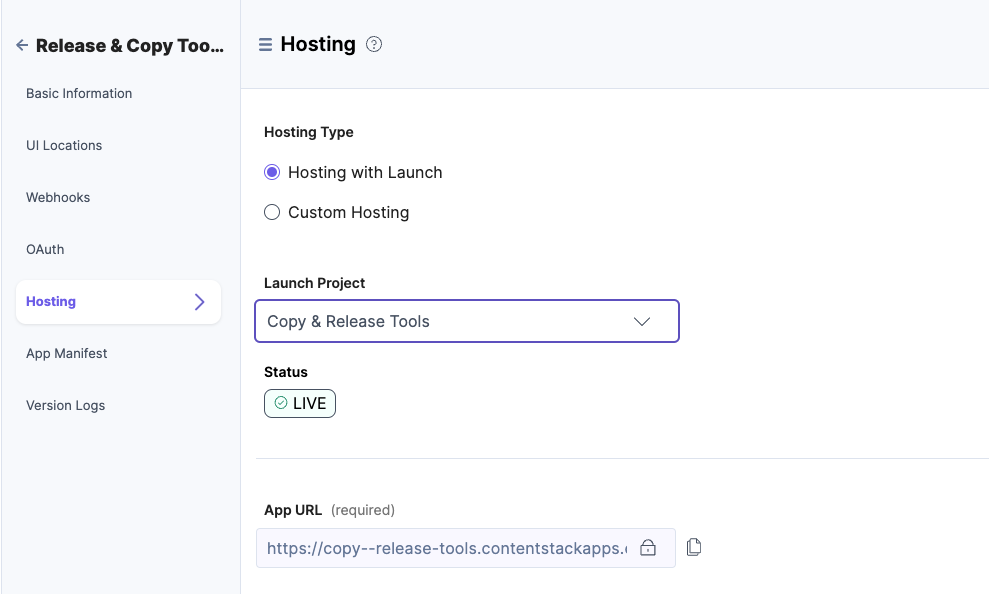 Release & Copy Too...
Basic Information
UI Locations
Webhooks
OAuth
Hosting
App Manifest
Version Logs
Hosting
Hosting Type
Hosting with Launch
Custom Hosting
Launch Project
Copy & Release Tools
Status
LIVE
App URL (required)
https://copy--release-tools.contentstackapps.